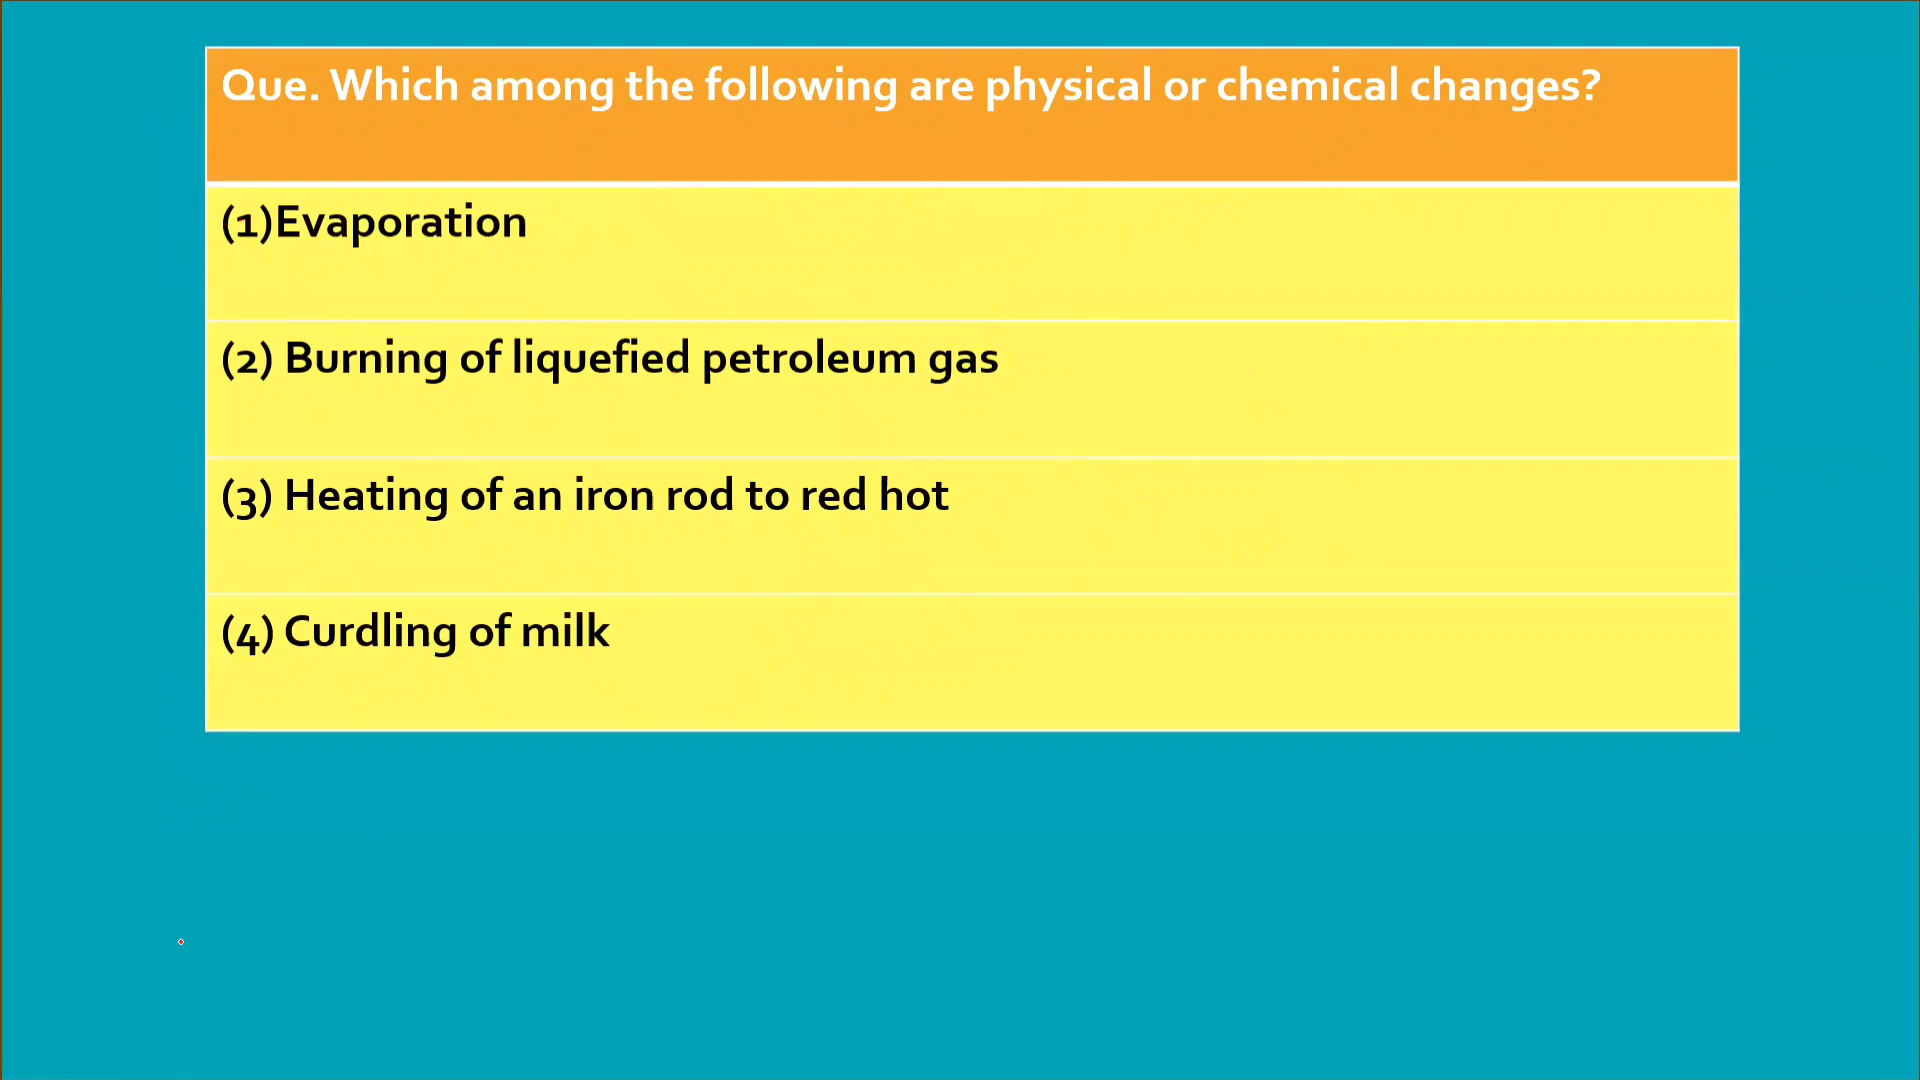 Que. Which among the following are physical or chemical changes?
(1)Evaporation
(2) Burning of liquefied petroleum gas
(3) Heating of an iron rod to red hot
(4) Curdling of milk